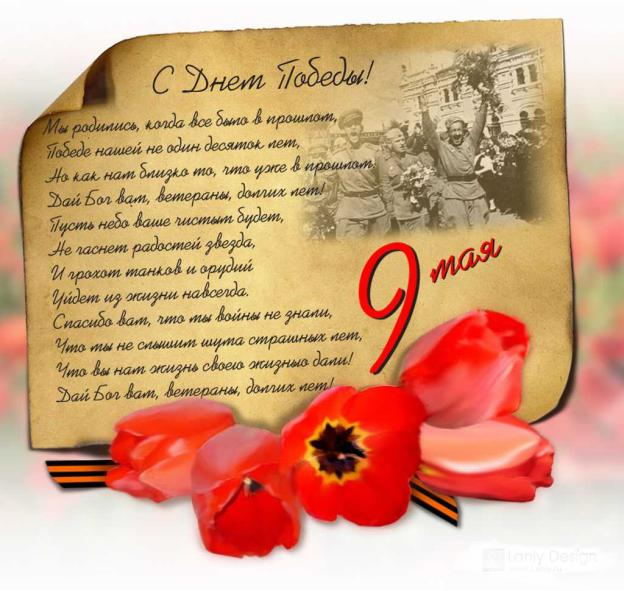 С Днем Победы!
Мы родились, когда все было в прошлом,
Победе нашей не один десяток лет,
Но как нам близко то, что уже в прошлом.
Дай Бог вам, ветераны, долгих лет!
Пусть небо ваше чистым будет,
Не гаснет радостей звезда,
И грохот танков и орудий
Уйдет из жизни навсегда.
Спасибо вам, что мы войны не знали,
Что мы не слышим шума страшных лет,
Что вы нам жизнь своею жизнью дали!
Дай Бог вам, ветераны, долгих лет!
9 мая
Lanly Design